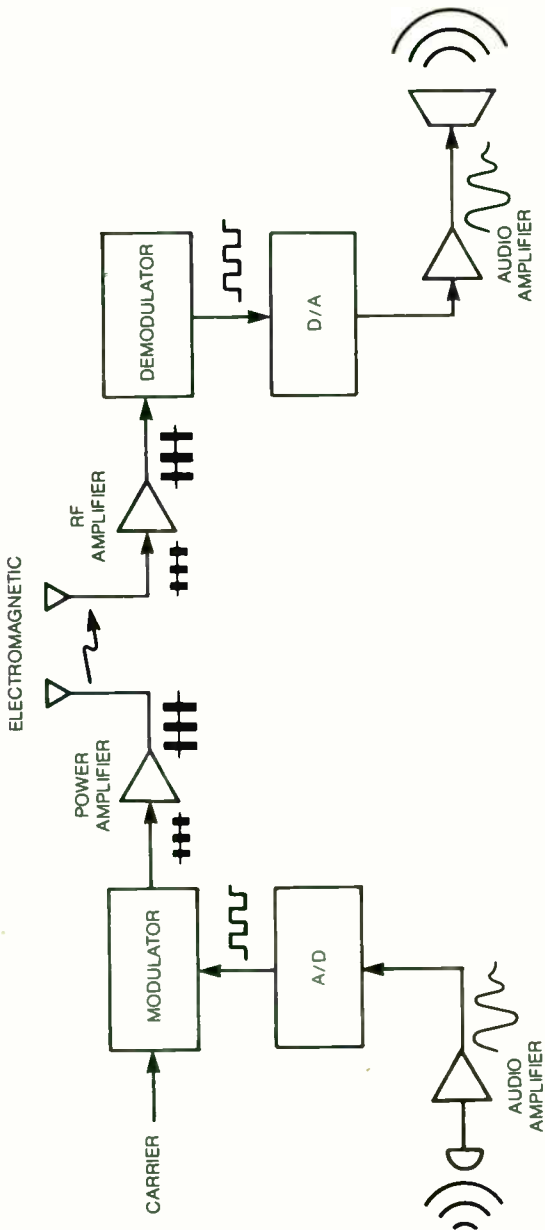 ELECTROMAGNETIC
POWER
AMPLIFIER
RF
AMPLIFIER
CARRIER
MODULATOR
DEMODULATOR
A/D
D/A
AUDIO
AMPLIFIER
AUDIO
AMPLIFIER